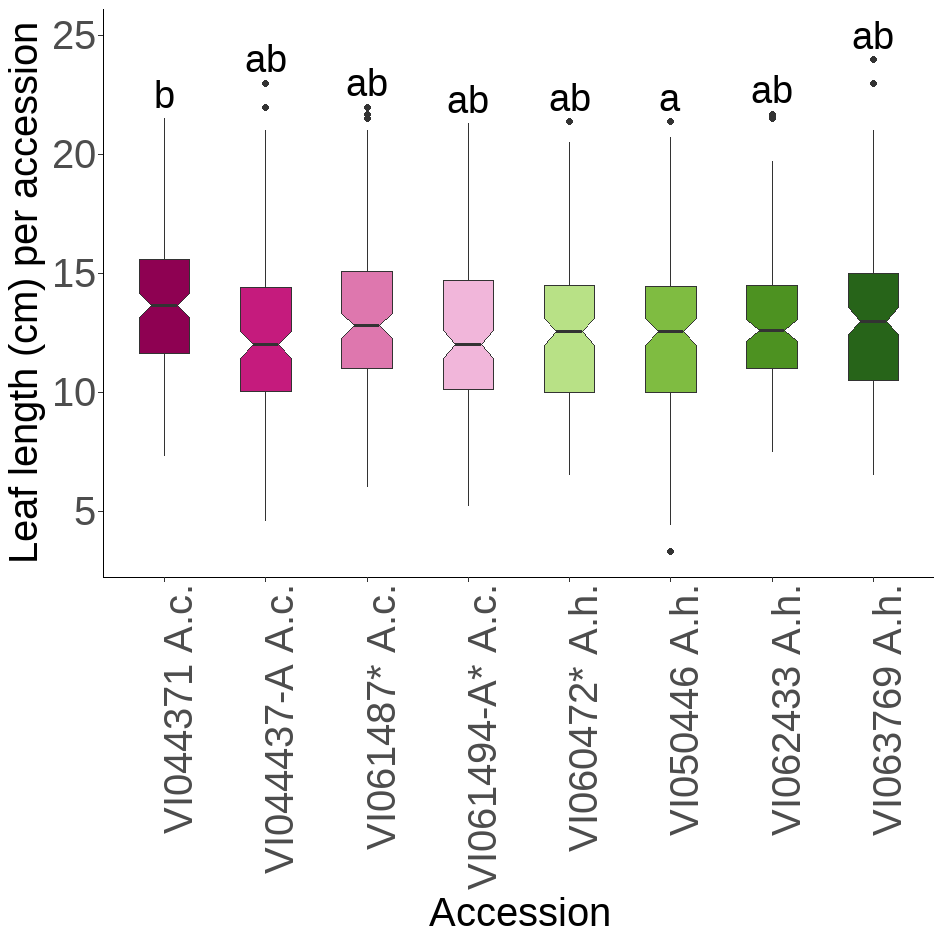 Leaf length (cm) per accession
25
20
15
10
5
b
ab
ab
ab
ab
a
ab
ab
VI044371 A.c.
VI044437-A A.c.
VI061487* A.c.
VI061494-A* A.c.
VI060472* A.h.
VI050446 A.h.
VI062433 A.h.
VI063769 A.h.
Accession